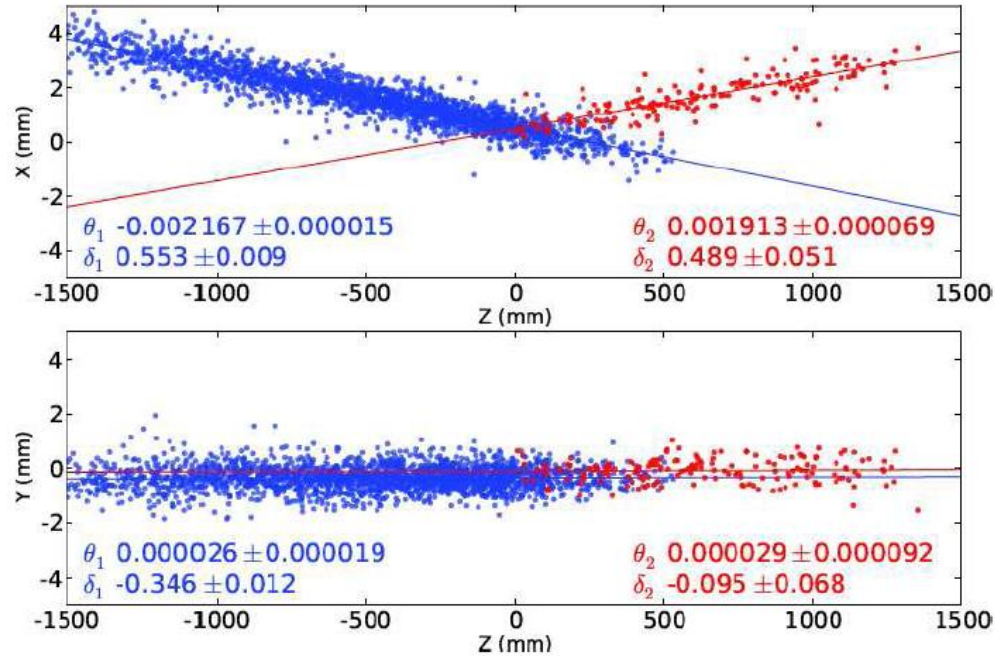 4
2
0
-2
-4
X (mm)
θ₁ -0.002167 ±0.000015
δ₁ 0.553 ±0.009
θ₂ 0.001913 ±0.000069
δ₂ 0.489 ±0.051
-1500 -1000 -500 0 500 1000 1500
Z (mm)
4
2
0
-2
-4
Y (mm)
θ₁ 0.000026 ±0.000019
δ₁ -0.346 ±0.012
θ₂ 0.000029 ±0.000092
δ₂ -0.095 ±0.068
-1500 -1000 -500 0 500 1000 1500
Z (mm)